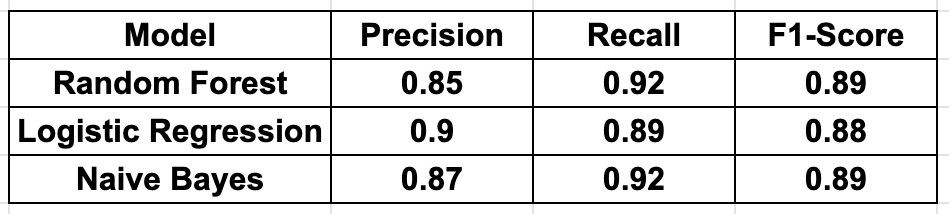 Model Precision Recall F1-Score
Random Forest 0.85 0.92 0.89
Logistic Regression 0.9 0.89 0.88
Naive Bayes 0.87 0.92 0.89